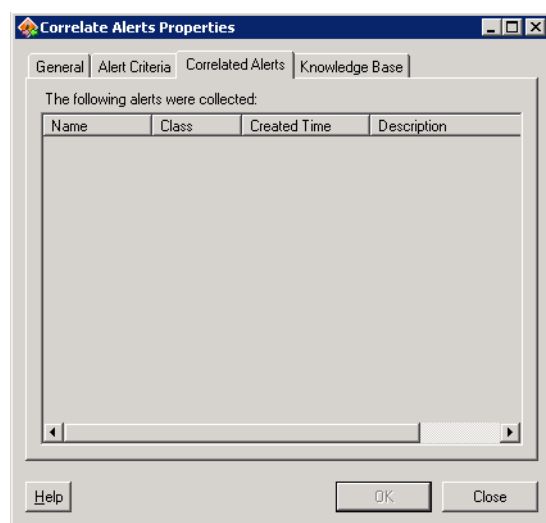 Correlate Alerts Properties
General Alert Criteria Correlated Alerts Knowledge Base
The following alerts were collected:
Name Class Created Time Description
Help OK Close